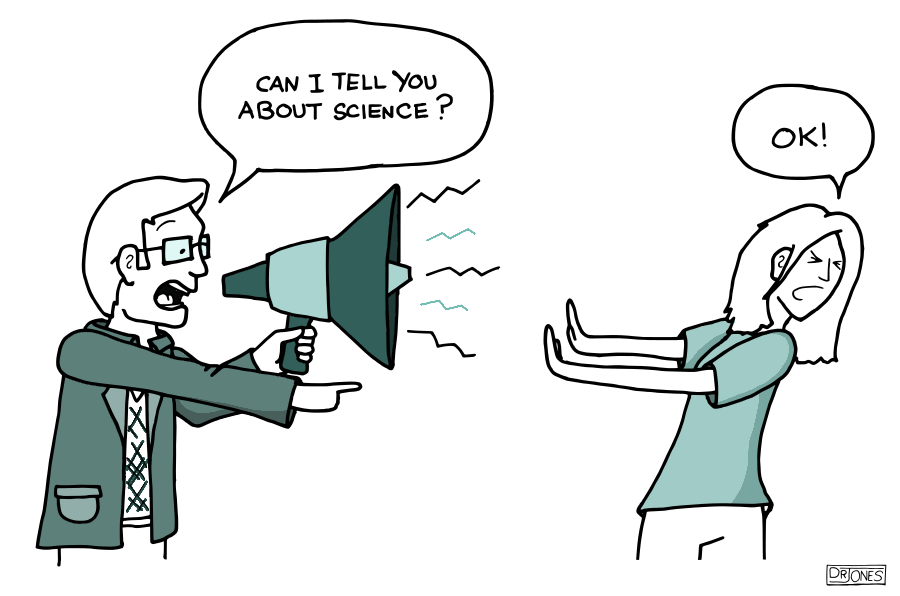 CAN I TELL YOU
ABOUT SCIENCE?
OK!
DRJONES